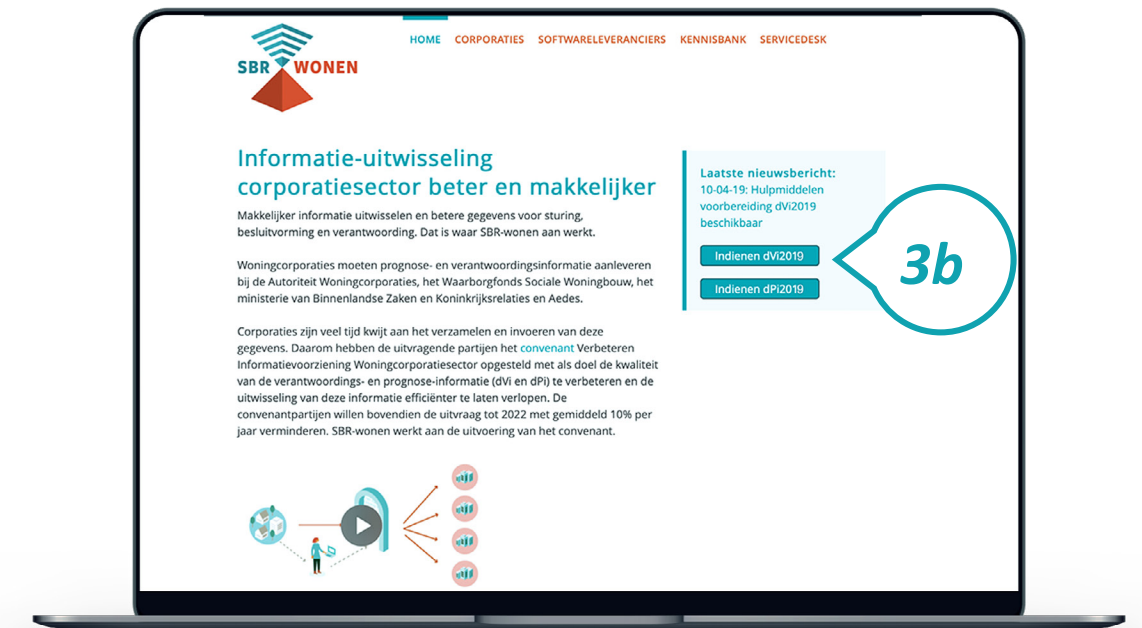 SBR WONEN
HOME CORPORATIES SOFTWARELEVERANCIERS KENNISBANK SERVICEDESK
Informatie-uitwisseling
corporatiesector beter en makkelijker
Makkelijker informatie uitwisselen en betere gegevens voor sturing,
besluitvorming en verantwoording. Dat is waar SBR-wonen aan werkt.
Woningcorporaties moeten prognose- en verantwoordingsinformatie aanleveren
bij de Autoriteit Woningcorporaties, het Waarborgfonds Sociale Woningbouw, het
ministerie van Binnenlandse Zaken en Koninkrijksrelaties en Aedes.
Corporaties zijn veel tijd kwijt aan het verzamelen en invoeren van deze
gegevens. Daarom hebben de uitvragende partijen het convenant Verbeteren
Informatievoorziening Woningcorporatiesector opgesteld met als doel de kwaliteit
van de verantwoordings- en prognose-informatie (dVi en dPi) te verbeteren en de
uitwisseling van deze informatie efficiënter te laten verlopen. De
convenantpartijen willen bovendien de uitvraag tot 2022 met gemiddeld 10% per
jaar verminderen. SBR-wonen werkt aan de uitvoering van het convenant.
Laatste nieuwsbericht:
10-04-19: Hulpmiddelen
voorbereiding dVi2019
beschikbaar
Indienen dVi2019
Indienen dPi2019
3b